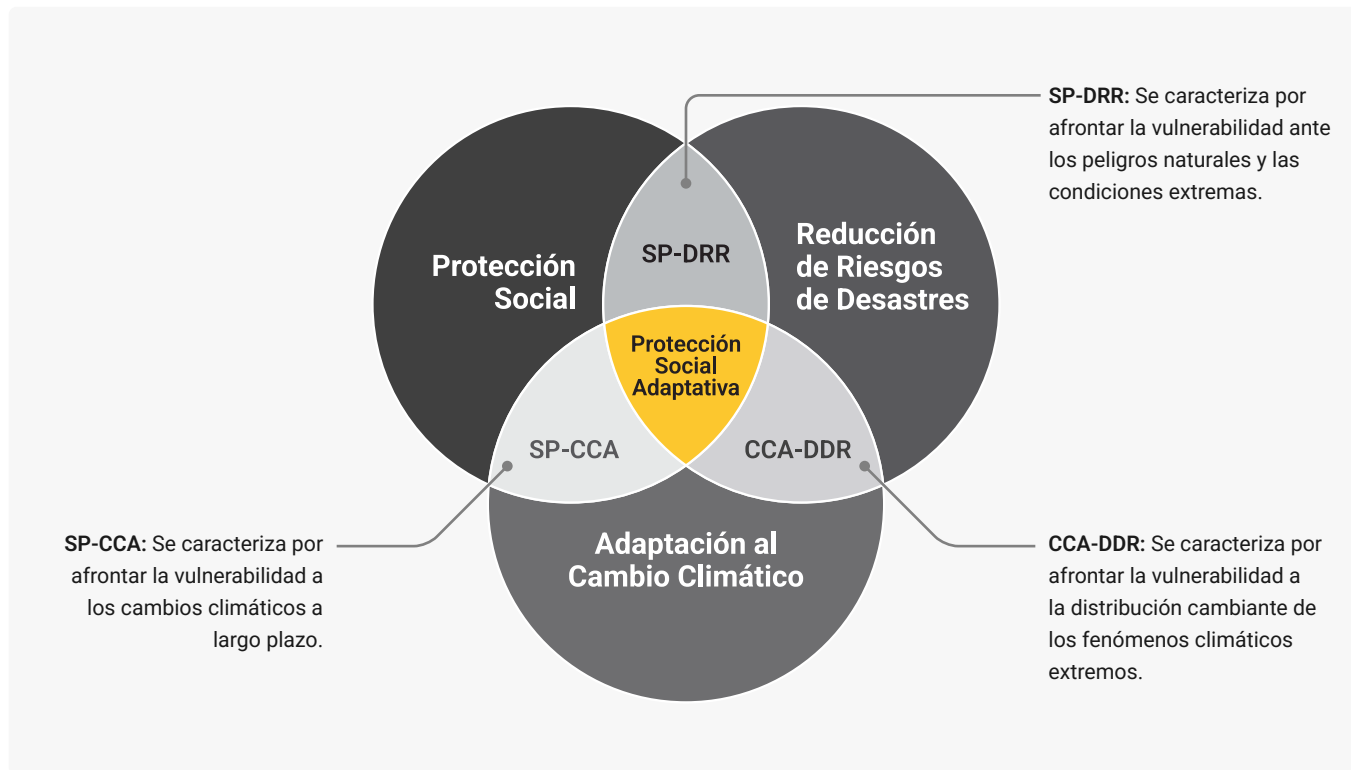 SP-DRR: Se caracteriza por
afrontar la vulnerabilidad ante
los peligros naturales y las
condiciones extremas.
Protección
Social
SP-DRR
Reducción
de Riesgos
de Desastres
Protección
Social
Adaptativa
SP-CCA
CCA-DDR
Adaptación al
Cambio Climático
SP-CCA: Se caracteriza por
afrontar la vulnerabilidad a
los cambios climáticos a
largo plazo.
CCA-DDR: Se caracteriza por
afrontar la vulnerabilidad a
la distribución cambiante de
los fenómenos climáticos
extremos.